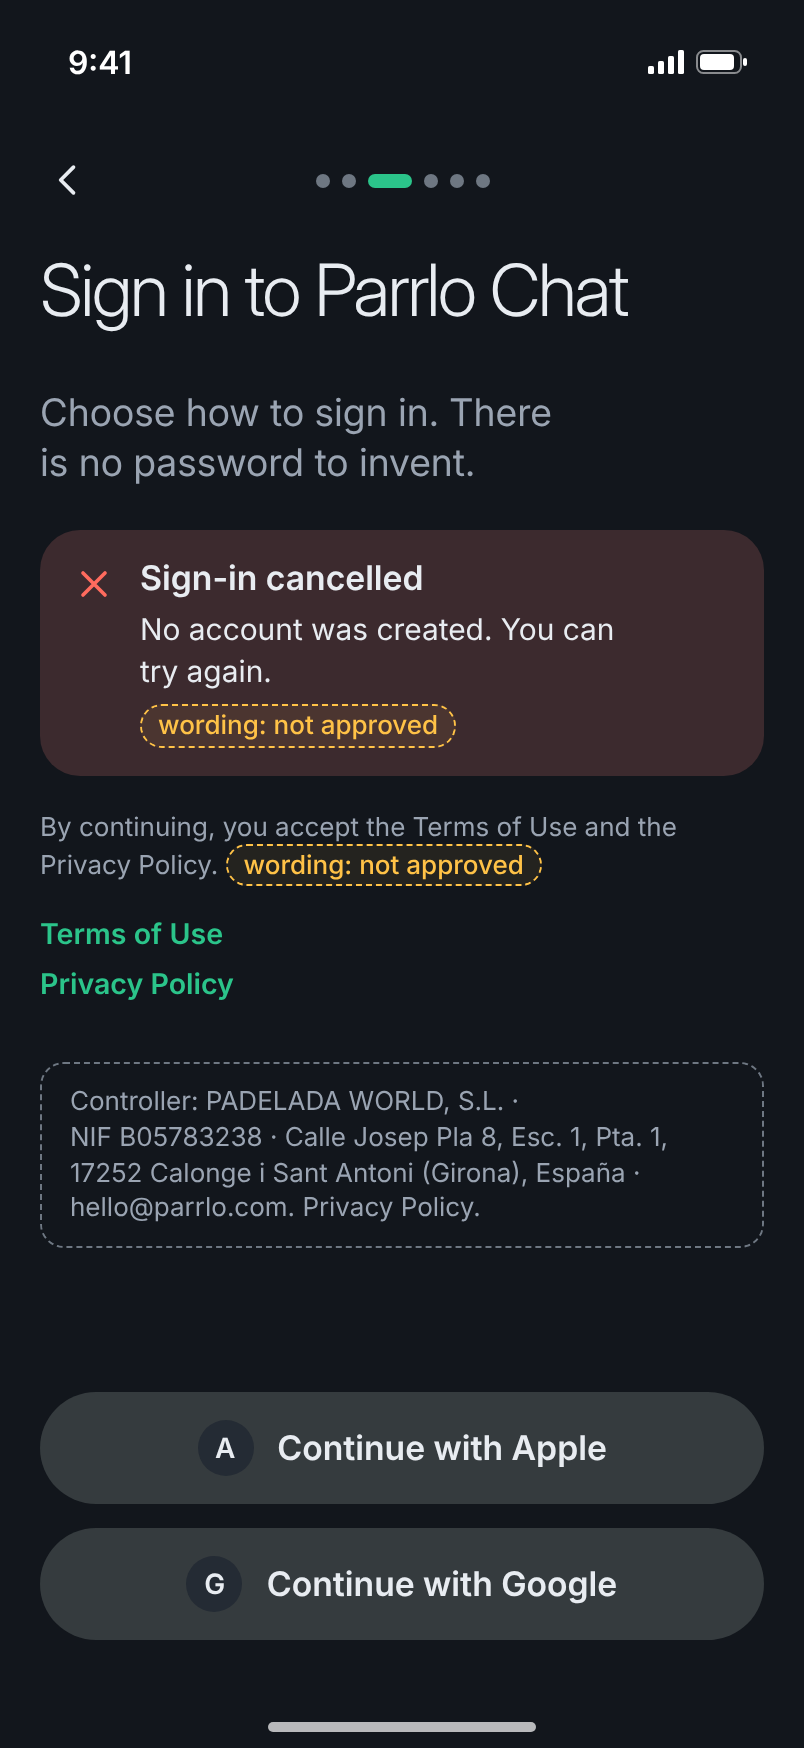 9:41
Sign in to Parrlo Chat
Choose how to sign in. There
is no password to invent.
Sign-in cancelled
No account was created. You can
try again.
wording: not approved
By continuing, you accept the Terms of Use and the
Privacy Policy. wording: not approved
Terms of Use
Privacy Policy
Controller: PADELADA WORLD, S.L. ·
NIF B05783238 · Calle Josep Pla 8, Esc. 1, Pta. 1,
17252 Calonge i Sant Antoni (Girona), España ·
hello@parrlo.com. Privacy Policy.
A Continue with Apple
G Continue with Google